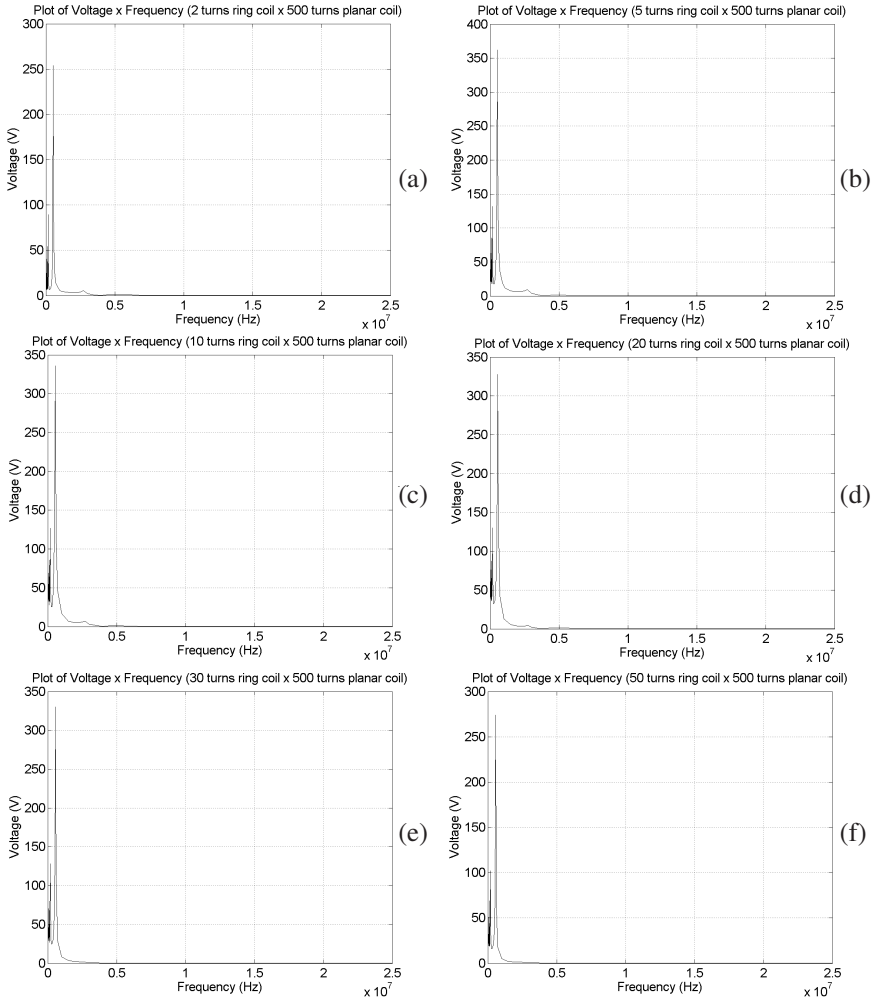 Plot of Voltage x Frequency (2 turns ring coil x 500 turns planar coil)
300
250
200
150
100
50
0
Voltage (V)
0 0.5 1 1.5 2 2.5
Frequency (Hz)
x 10^7
(a)
Plot of Voltage x Frequency (5 turns ring coil x 500 turns planar coil)
400
350
300
250
200
150
100
50
0
Voltage (V)
0 0.5 1 1.5 2 2.5
Frequency (Hz)
x 10^7
(b)
Plot of Voltage x Frequency (10 turns ring coil x 500 turns planar coil)
350
300
250
200
150
100
50
0
Voltage (V)
0 0.5 1 1.5 2 2.5
Frequency (Hz)
x 10^7
(c)
Plot of Voltage x Frequency (20 turns ring coil x 500 turns planar coil)
350
300
250
200
150
100
50
0
Voltage (V)
0 0.5 1 1.5 2 2.5
Frequency (Hz)
x 10^7
(d)
Plot of Voltage x Frequency (30 turns ring coil x 500 turns planar coil)
350
300
250
200
150
100
50
0
Voltage (V)
0 0.5 1 1.5 2 2.5
Frequency (Hz)
x 10^7
(e)
Plot of Voltage x Frequency (50 turns ring coil x 500 turns planar coil)
300
250
200
150
100
50
0
Voltage (V)
0 0.5 1 1.5 2 2.5
Frequency (Hz)
x 10^7
(f)